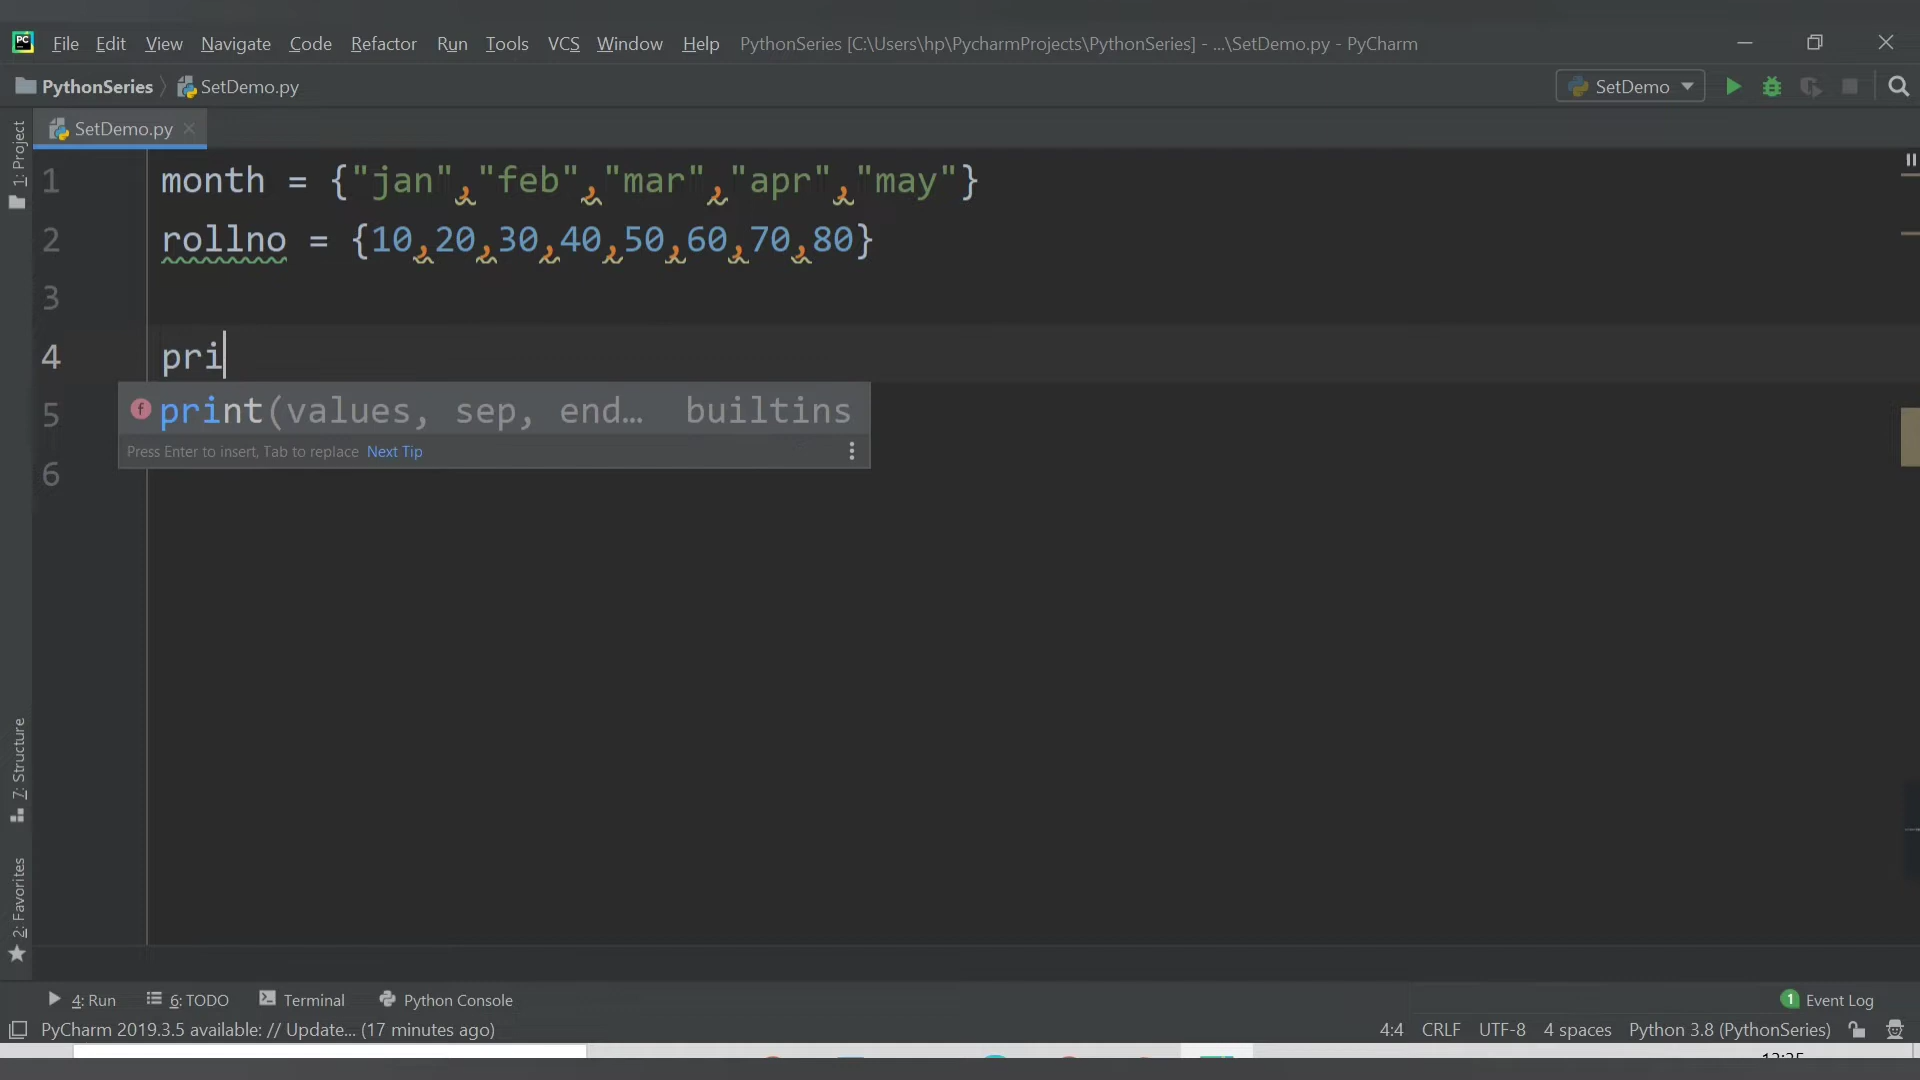 PC File Edit View Navigate Code Refactor Run Tools VCS Window Help PythonSeries [C:\Users\hp\PycharmProjects\PythonSeries] - ...\SetDemo.py - PyCharm
PythonSeries SetDemo.py SetDemo
SetDemo.py
1: Project
1 month = {"jan","feb","mar","apr","may"}
2 rollno = {10,20,30,40,50,60,70,80}
3
4 pri
5
f print(values, sep, end… builtins
Press Enter to insert, Tab to replace Next Tip
6
7: Structure
2: Favorites
4: Run 6: TODO Terminal Python Console 1 Event Log
PyCharm 2019.3.5 available: // Update... (17 minutes ago) 4:4 CRLF UTF-8 4 spaces Python 3.8 (PythonSeries)